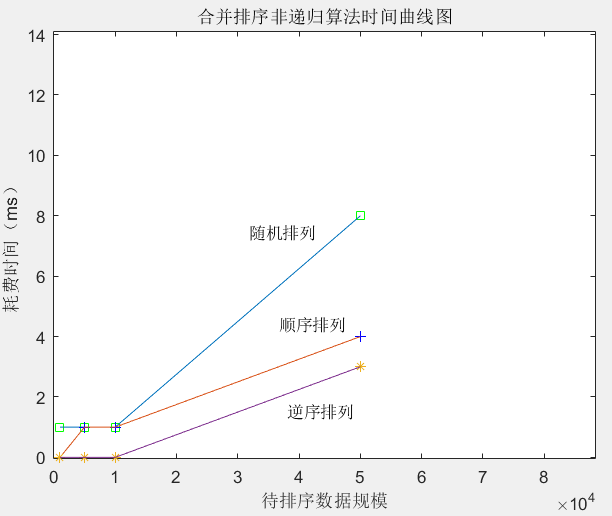 合并排序非递归算法时间曲线图
14
12
10
8
6
4
2
0
耗费时间（ms）
随机排列
顺序排列
逆序排列
0 1 2 3 4 5 6 7 8
×10⁴
待排序数据规模